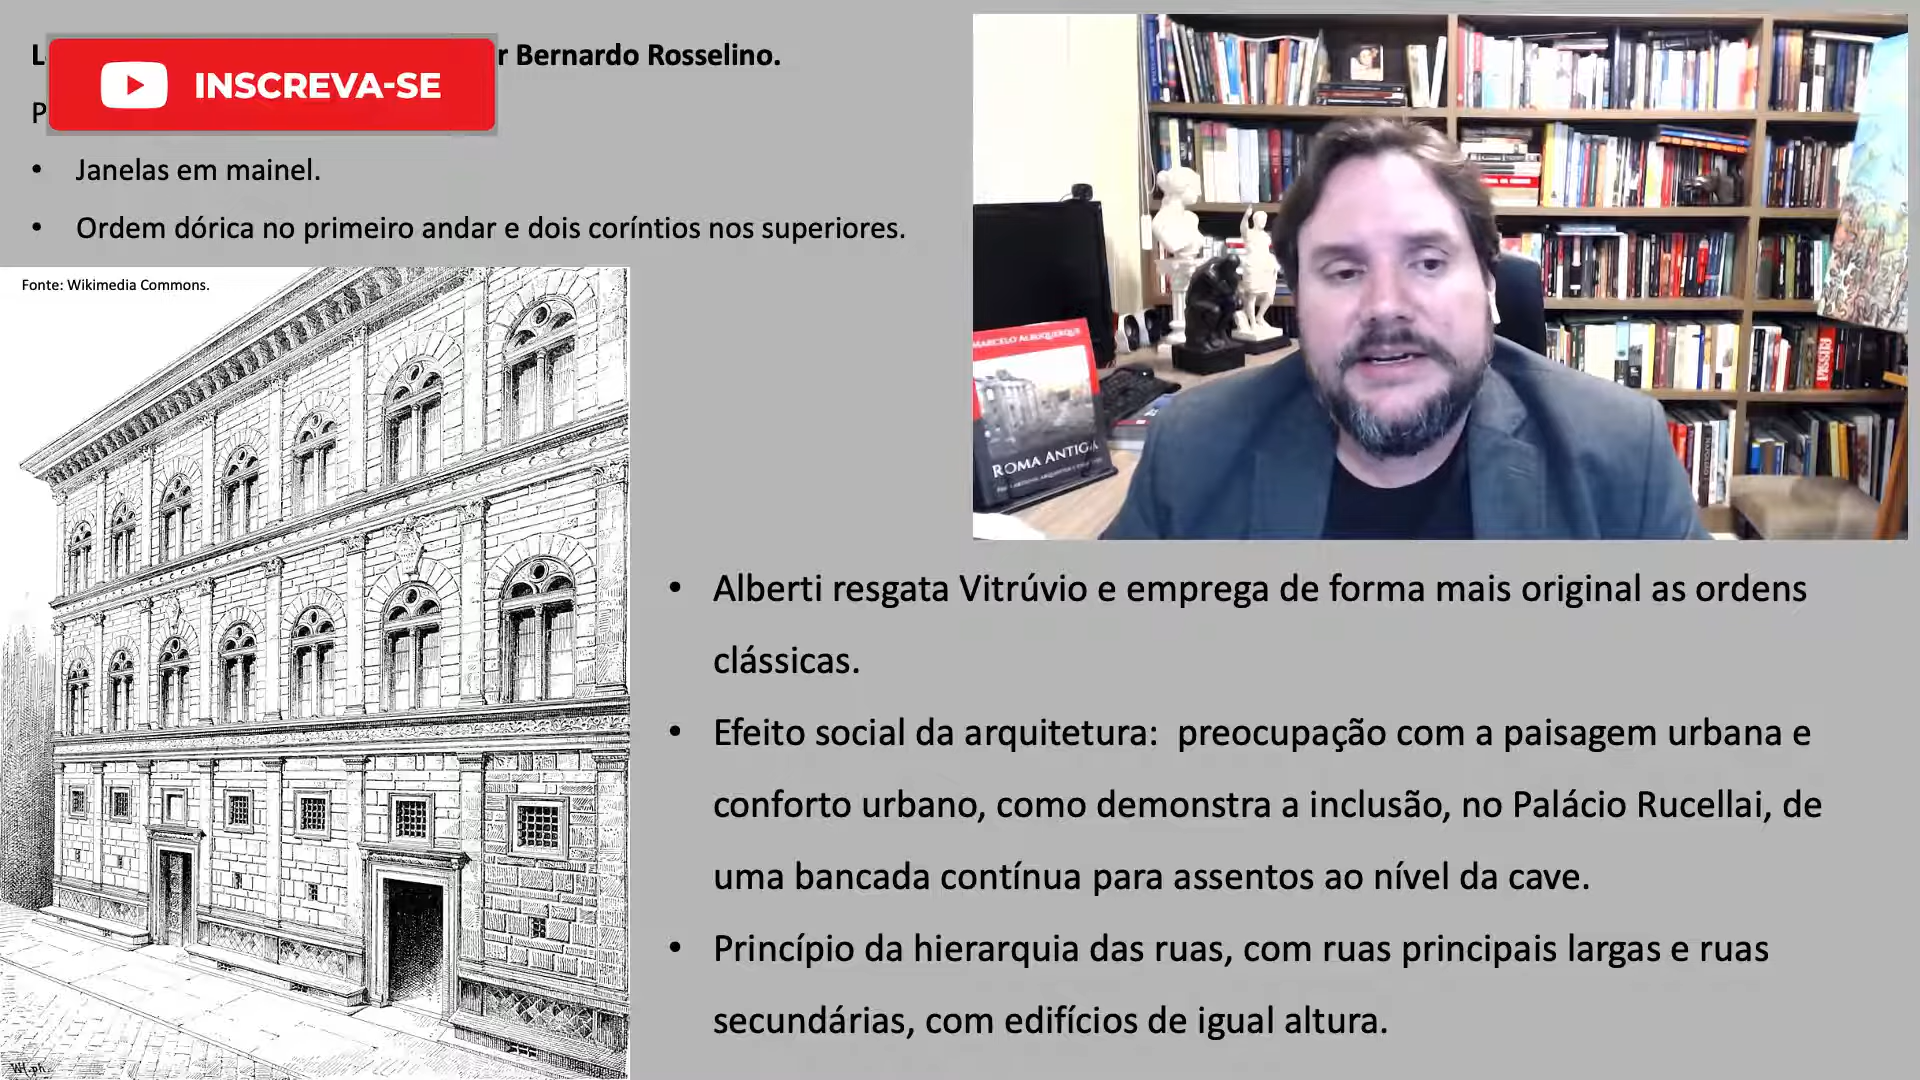 r Bernardo Rosselino.
INSCREVA-SE
P
• Janelas em mainel.
• Ordem dórica no primeiro andar e dois coríntios nos superiores.
Fonte: Wikimedia Commons.
MARCELO ALBUQUERQUE
ROMA ANTIGA
• Alberti resgata Vitrúvio e emprega de forma mais original as ordens
clássicas.
• Efeito social da arquitetura: preocupação com a paisagem urbana e
conforto urbano, como demonstra a inclusão, no Palácio Rucellai, de
uma bancada contínua para assentos ao nível da cave.
• Princípio da hierarquia das ruas, com ruas principais largas e ruas
secundárias, com edifícios de igual altura.